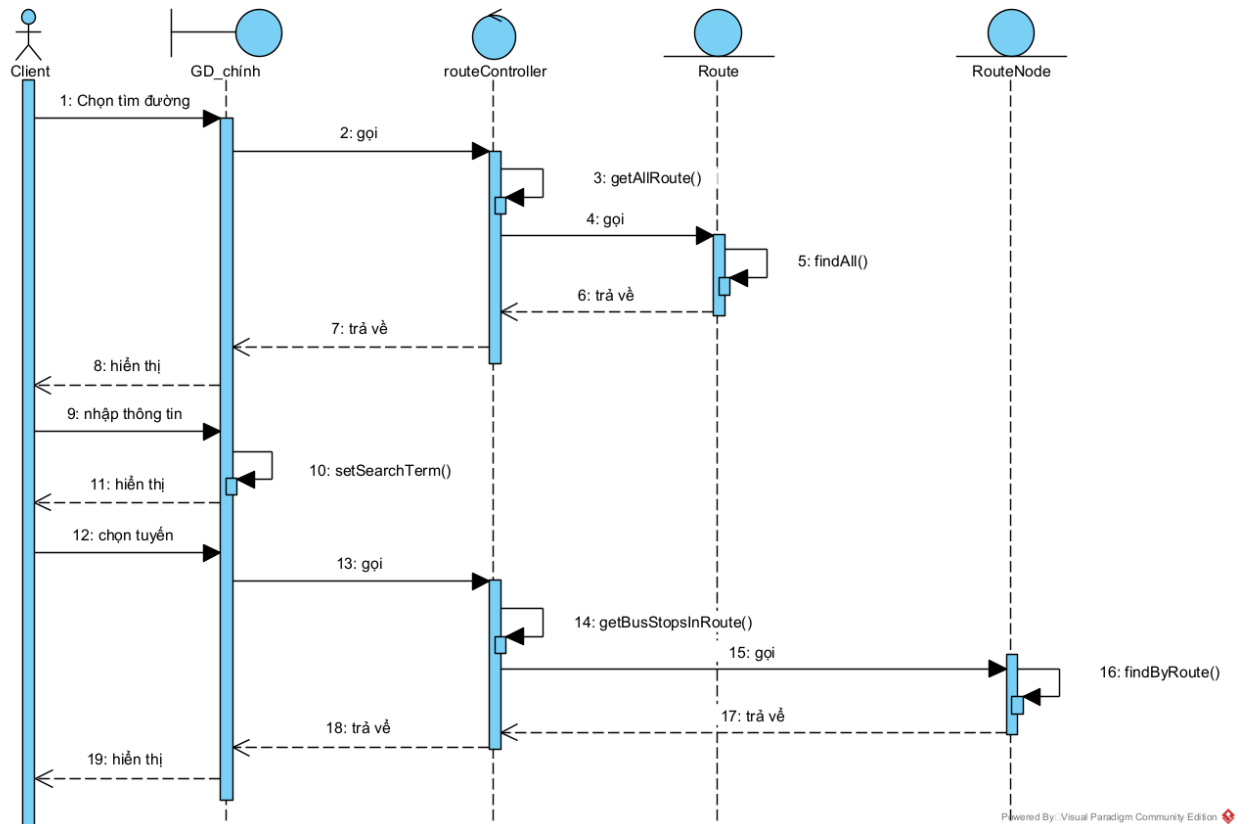 Client
GD_chính
routeController
Route
RouteNode
1: Chọn tìm đường
2: gọi
3: getAllRoute()
4: gọi
5: findAll()
6: trả về
7: trả về
8: hiển thị
9: nhập thông tin
10: setSearchTerm()
11: hiển thị
12: chọn tuyến
13: gọi
14: getBusStopsInRoute()
15: gọi
16: findByRoute()
17: trả về
18: trả vể
19: hiển thị
Powered By Visual Paradigm Community Edition